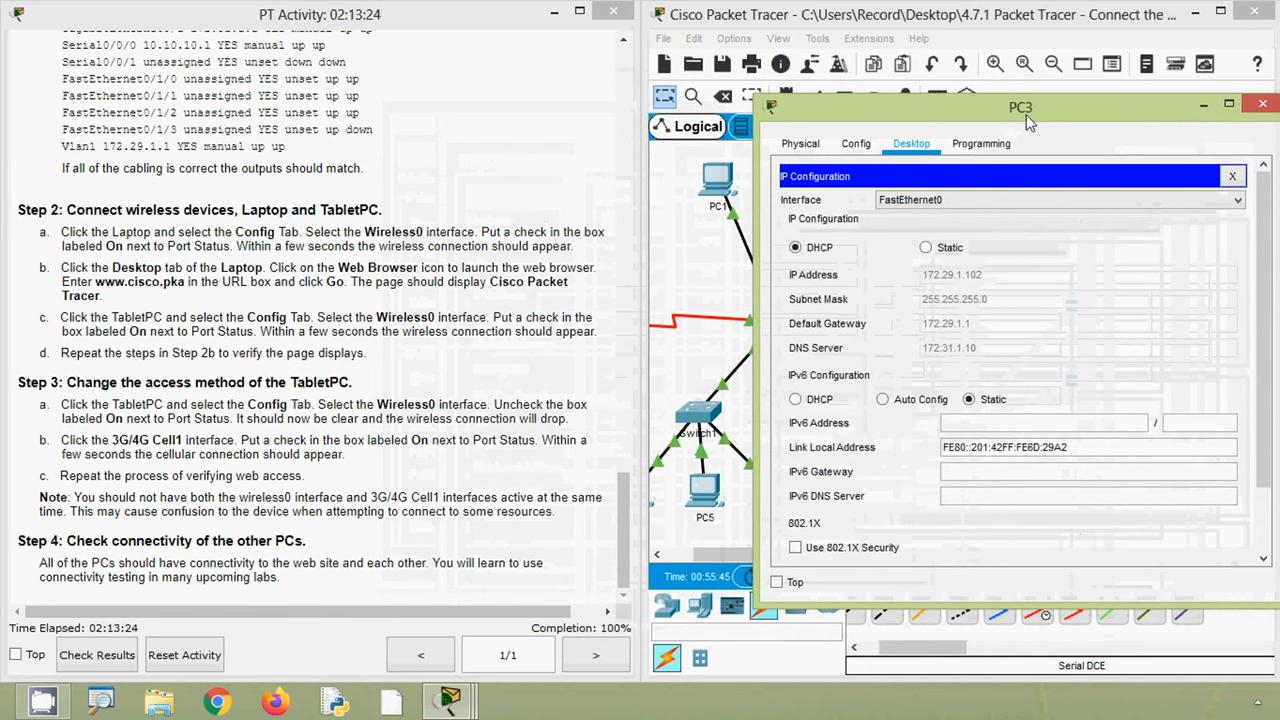 PT Activity: 02:13:24
Serial0/0/0 10.10.10.1 YES manual up up
Serial0/0/1 unassigned YES unset down down
FastEthernet0/1/0 unassigned YES unset up up
FastEthernet0/1/1 unassigned YES unset up up
FastEthernet0/1/2 unassigned YES unset up up
FastEthernet0/1/3 unassigned YES unset up down
Vlan1 172.29.1.1 YES manual up up
If all of the cabling is correct the outputs should match.
Step 2: Connect wireless devices, Laptop and TabletPC.
a. Click the Laptop and select the Config Tab. Select the Wireless0 interface. Put a check in the box
labeled On next to Port Status. Within a few seconds the wireless connection should appear.
b. Click the Desktop tab of the Laptop. Click on the Web Browser icon to launch the web browser.
Enter www.cisco.pka in the URL box and click Go. The page should display Cisco Packet
Tracer.
c. Click the TabletPC and select the Config Tab. Select the Wireless0 interface. Put a check in the
box labeled On next to Port Status. Within a few seconds the wireless connection should appear.
d. Repeat the steps in Step 2b to verify the page displays.
Step 3: Change the access method of the TabletPC.
a. Click the TabletPC and select the Config Tab. Select the Wireless0 interface. Uncheck the box
labeled On next to Port Status. It should now be clear and the wireless connection will drop.
b. Click the 3G/4G Cell1 interface. Put a check in the box labeled On next to Port Status. Within a
few seconds the cellular connection should appear.
c. Repeat the process of verifying web access.
Note: You should not have both the wireless0 interface and 3G/4G Cell1 interfaces active at the same
time. This may cause confusion to the device when attempting to connect to some resources.
Step 4: Check connectivity of the other PCs.
All of the PCs should have connectivity to the web site and each other. You will learn to use
connectivity testing in many upcoming labs.
Time Elapsed: 02:13:24 Completion: 100%
Top Check Results Reset Activity < 1/1 >
Cisco Packet Tracer - C:\Users\Record\Desktop\4.7.1 Packet Tracer - Connect the ...
File Edit Options View Tools Extensions Help
Logical
PC1
Switch1
PC5
Time: 00:55:45
Serial DCE
PC3
Physical Config Desktop Programming
IP Configuration X
Interface FastEthernet0
IP Configuration
DHCP Static
IP Address 172.29.1.102
Subnet Mask 255.255.255.0
Default Gateway 172.29.1.1
DNS Server 172.31.1.10
IPv6 Configuration
DHCP Auto Config Static
IPv6 Address /
Link Local Address FE80::201:42FF:FE6D:29A2
IPv6 Gateway
IPv6 DNS Server
802.1X
Use 802.1X Security
Top